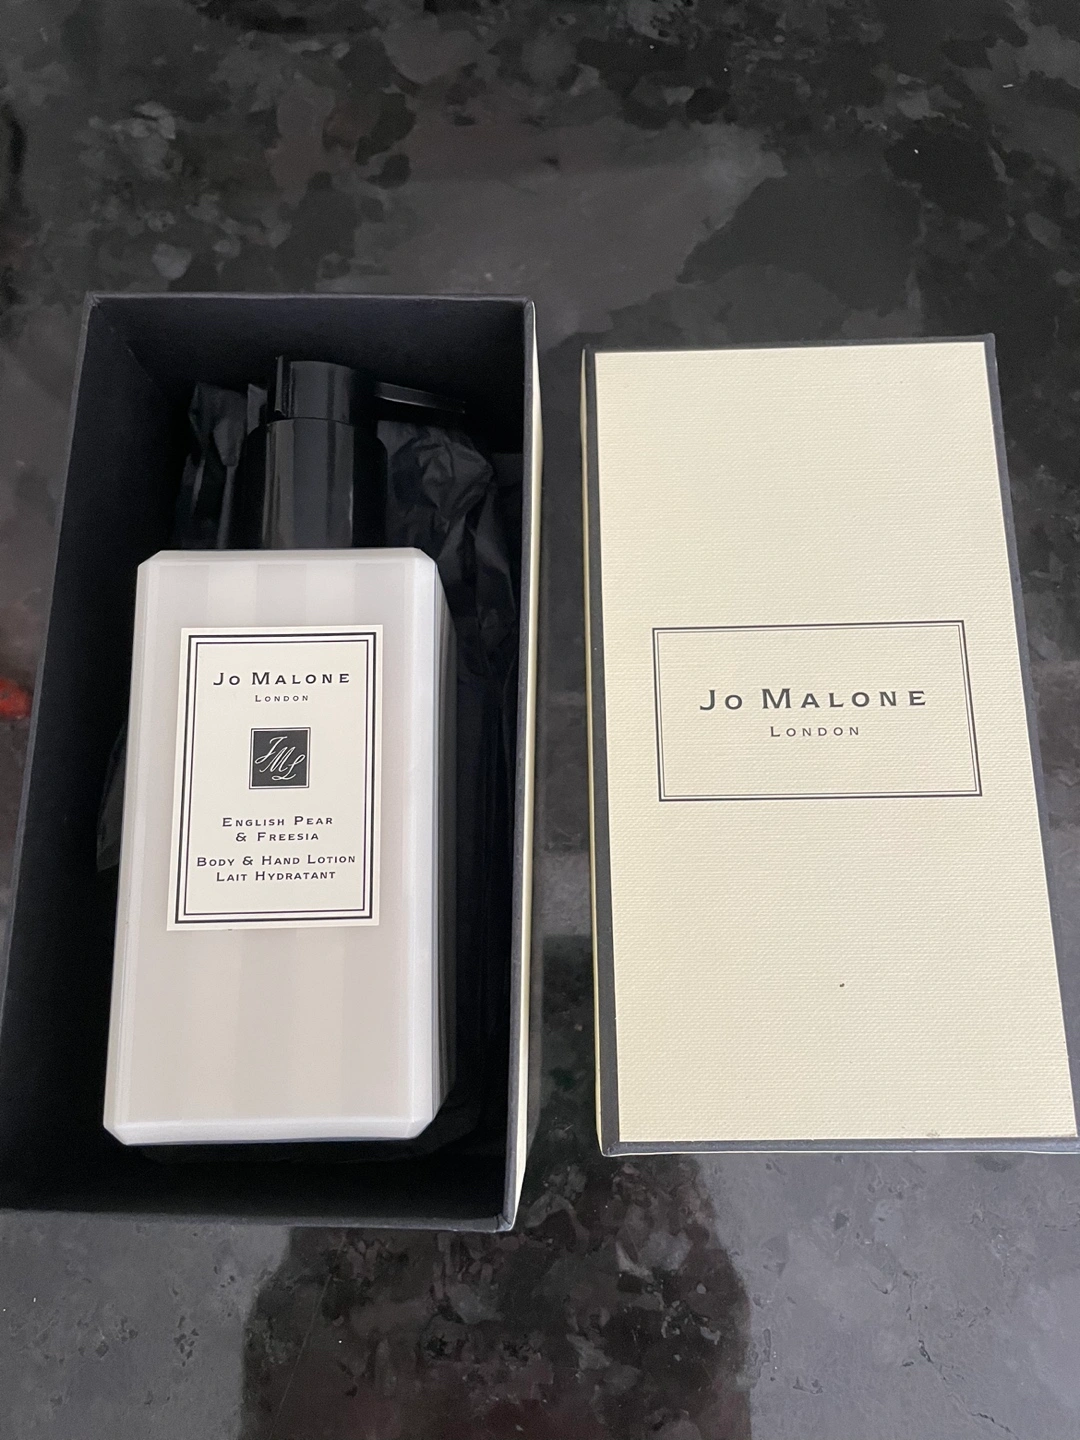 Jo Malone
London
JML
English Pear
& Freesia
Body & Hand Lotion
Lait Hydratant
Jo Malone
London